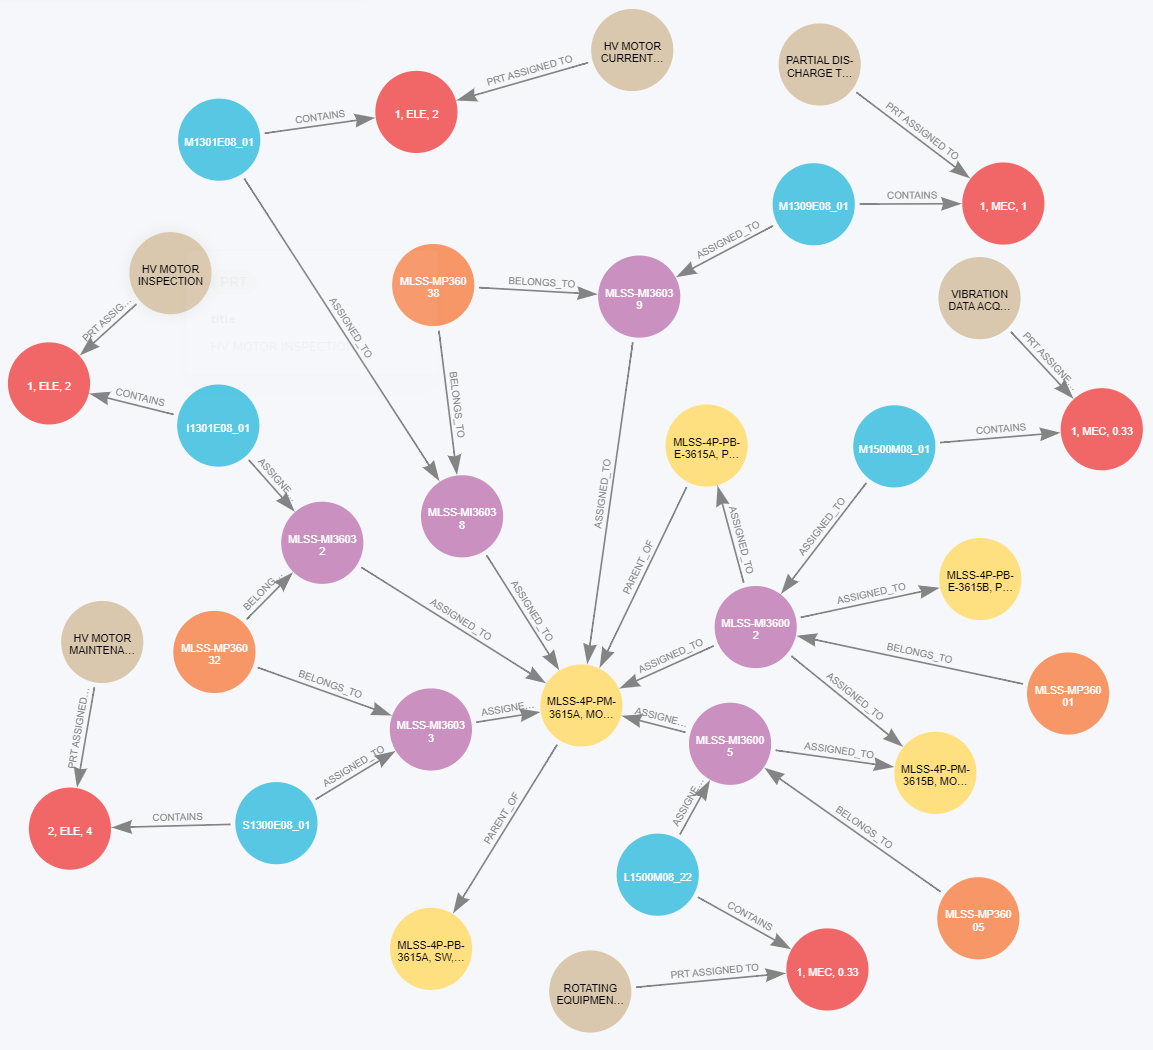 HV MOTOR
CURRENT…
PRT ASSIGNED TO
PARTIAL DIS-
CHARGE T…
PRT ASSIGNED TO
1, ELE, 2
M1301E08_01
CONTAINS
M1309E08_01
CONTAINS
1, MEC, 1
ASSIGNED_TO
HV MOTOR
INSPECTION
PRT
title
HV MOTOR INSPECTION
MLSS-MP360
38
BELONGS_TO
MLSS-MI3603
9
VIBRATION
DATA ACQ…
PRT ASSIG…
ASSIGNED_TO
PRT ASSIGNE…
1, ELE, 2
CONTAINS
I1301E08_01
BELONGS_TO
MLSS-4P-PB-
E-3615A, P…
M1500M08_01
CONTAINS
1, MEC, 0.33
ASSIGNE…
ASSIGNED_TO
MLSS-MI3603
8
ASSIGNED_TO
ASSIGNED_TO
MLSS-MI3603
2
PARENT_OF
MLSS-4P-PB-
E-3615B, P…
BELONG…
ASSIGNED_TO
ASSIGNED_TO
ASSIGNED_TO
HV MOTOR
MAINTENA…
MLSS-MP360
32
MLSS-MI3600
2
BELONGS_TO
ASSIGNED_TO
BELONGS_TO
ASSIGNED_TO
MLSS-MP360
01
PRT ASSIGNED…
MLSS-MI3603
3
ASSIGNE…
MLSS-4P-PM-
3615A, MO…
ASSIGNE…
MLSS-MI3600
5
ASSIGNED_TO
MLSS-4P-PM-
3615B, MO…
ASSIGNED_TO
2, ELE, 4
CONTAINS
S1300E08_01
PARENT_OF
ASSIGNE…
BELONGS_TO
L1500M08_22
CONTAINS
MLSS-MP360
05
MLSS-4P-PB-
3615A, SW,…
ROTATING
EQUIPMEN…
PRT ASSIGNED TO
1, MEC, 0.33